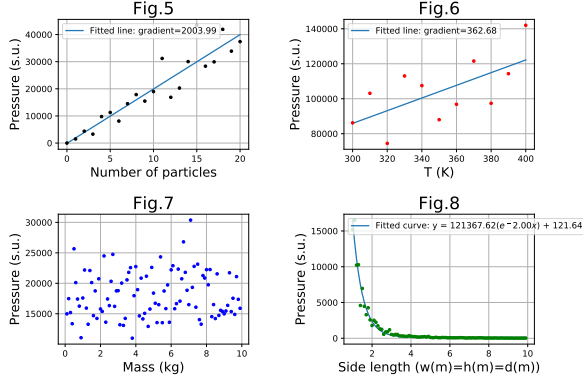 Fig.5
Fitted line: gradient=2003.99
Pressure (s.u.)
40000
30000
20000
10000
0
0 5 10 15 20
Number of particles
Fig.6
Fitted line: gradient=362.68
Pressure (s.u.)
140000
120000
100000
80000
300 320 340 360 380 400
T (K)
Fig.7
Pressure (s.u.)
30000
25000
20000
15000
0 2 4 6 8 10
Mass (kg)
Fig.8
Fitted curve: y = 121367.62(e^−2.00x) + 121.64
Pressure (s.u.)
15000
10000
5000
0
2 4 6 8 10
Side length (w(m)=h(m)=d(m))